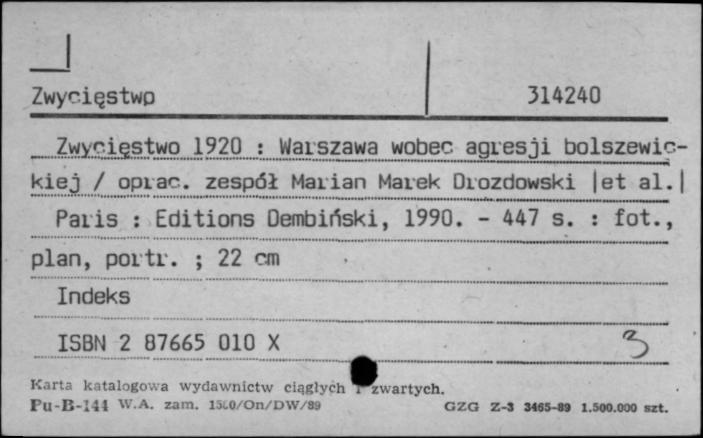 Zwycięstwo 314240
Zwycięstwo 1920 : Warszawa wobec agresji bolszewic-
kiej / oprac. zespół Marian Marek Drozdowski |et al.|
Paris : Editions Dembiński, 1990. - 447 s. : fot.,
plan, portr. ; 22 cm
Indeks
ISBN 2 87665 010 X 3
Karta katalogowa wydawnictw ciągłych i zwartych.
Pu-B-144 W.A. zam. 1560/On/DW/89 GZG Z-3 3465-89 1.500.000 szt.